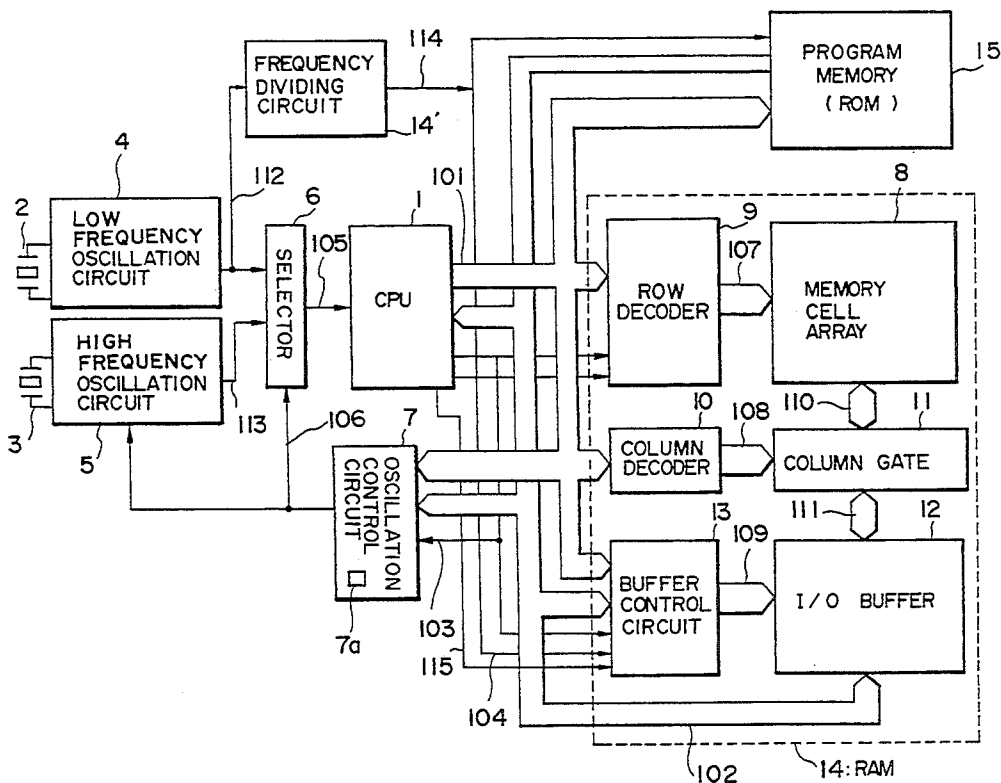 114
FREQUENCY
DIVIDING
CIRCUIT
14'
PROGRAM
MEMORY
(ROM)
15
4
2
112
LOW
FREQUENCY
OSCILLATION
CIRCUIT
6
SELECTOR
105
1
CPU
101
9
ROW
DECODER
107
8
MEMORY
CELL
ARRAY
HIGH
FREQUENCY
OSCILLATION
CIRCUIT
3
5
113
106
7
OSCILLATION
CONTROL
CIRCUIT
7a
103
115
104
10
COLUMN
DECODER
108
110
11
COLUMN GATE
111
12
13
BUFFER
CONTROL
CIRCUIT
109
I/O BUFFER
102
14:RAM